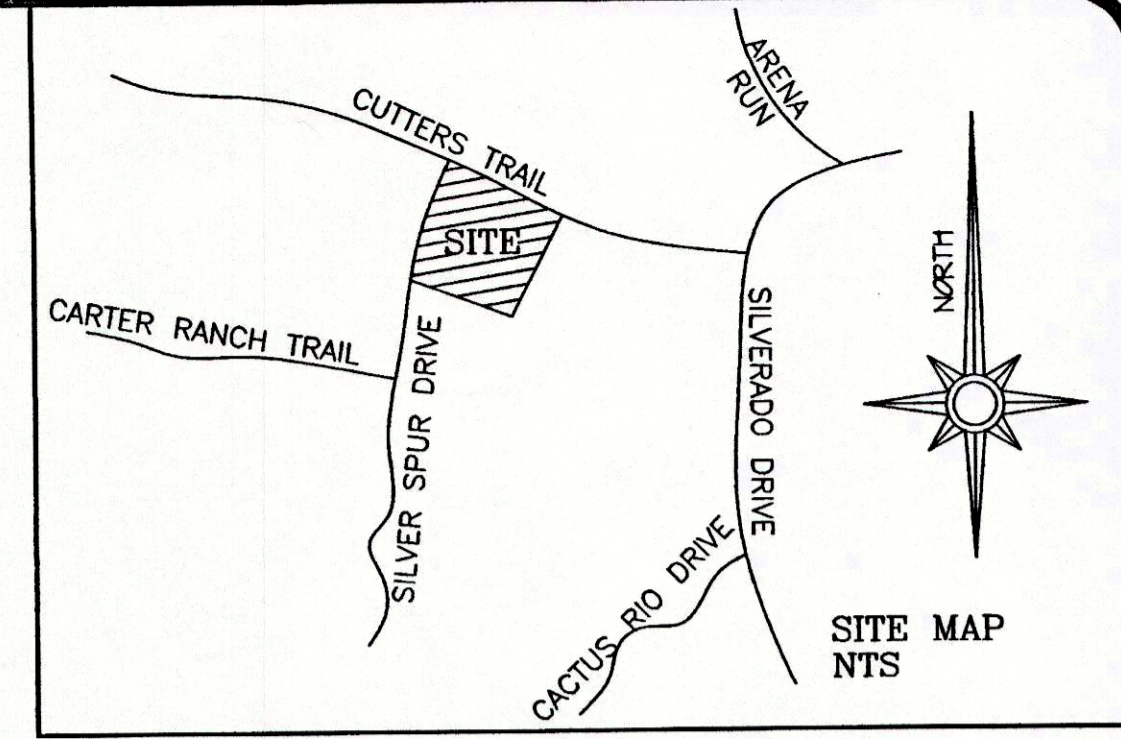 ARENA
RUN
CUTTERS TRAIL
SITE
NORTH
CARTER RANCH TRAIL
SILVER SPUR DRIVE
SILVERADO DRIVE
CACTUS RIO DRIVE
SITE MAP
NTS